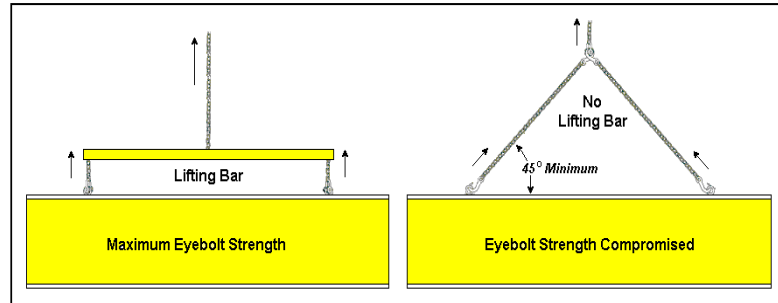 Lifting Bar
Maximum Eyebolt Strength
No
Lifting Bar
45° Minimum
Eyebolt Strength Compromised